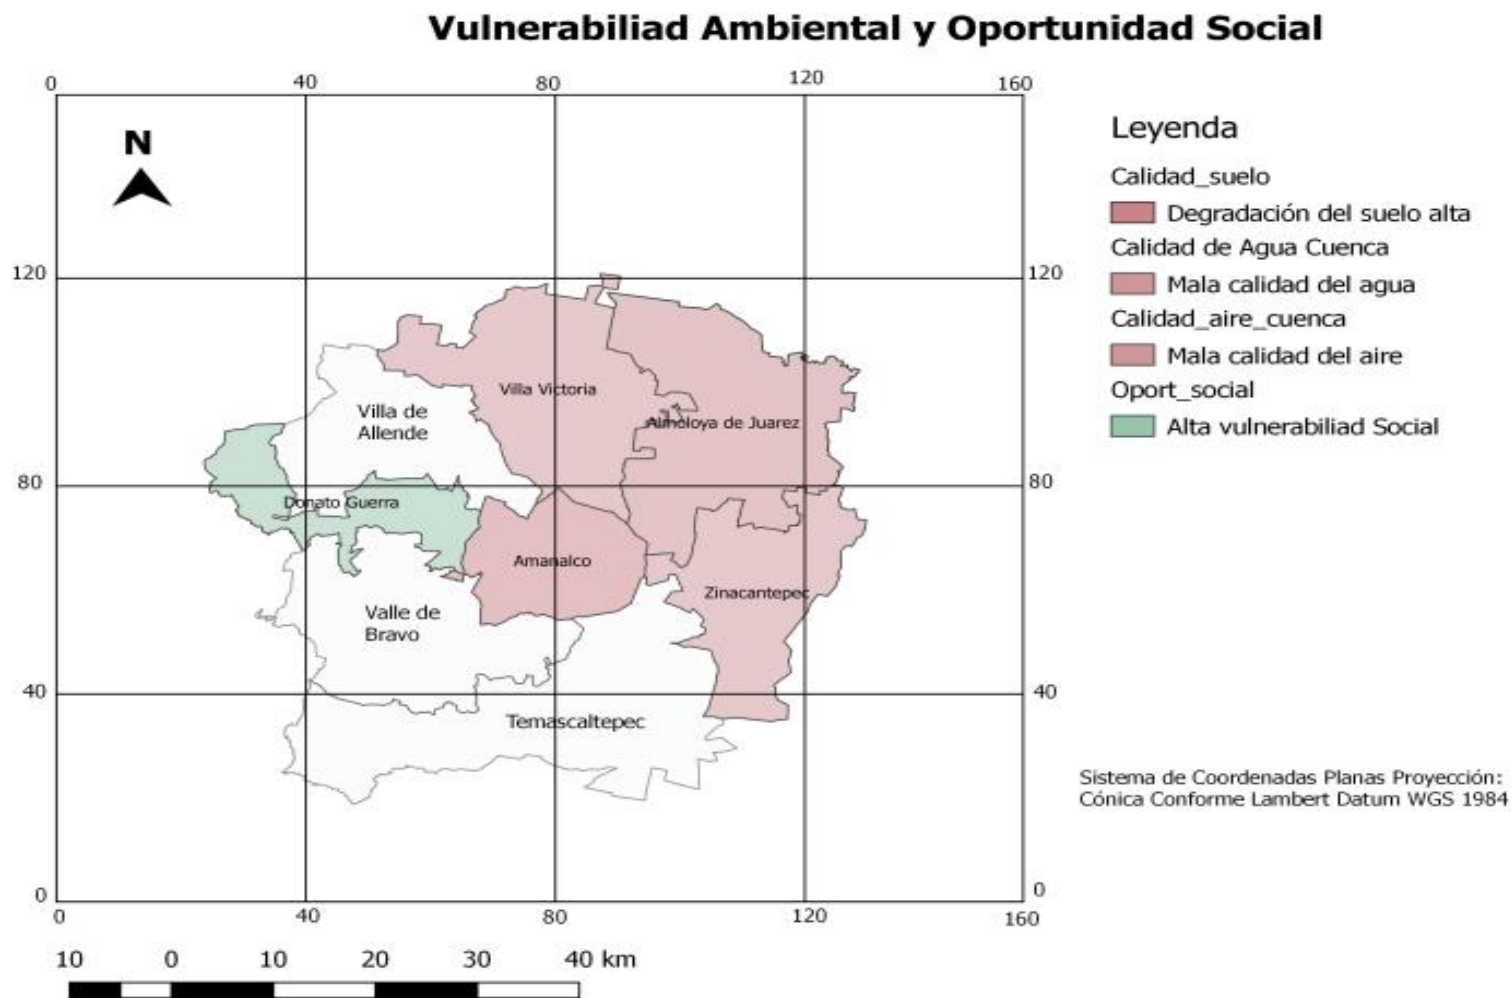 Vulnerabiliad Ambiental y Oportunidad Social
0 40 80 120 160
N
120 120
80 80
40 40
0 0
0 40 80 120 160
Villa Victoria
Almoloya de Juarez
Villa de
Allende
Donato Guerra
Amanalco
Zinacantepec
Valle de
Bravo
Temascaltepec
10 0 10 20 30 40 km
Leyenda
Calidad_suelo
Degradación del suelo alta
Calidad de Agua Cuenca
Mala calidad del agua
Calidad_aire_cuenca
Mala calidad del aire
Oport_social
Alta vulnerabiliad Social
Sistema de Coordenadas Planas Proyección:
Cónica Conforme Lambert Datum WGS 1984